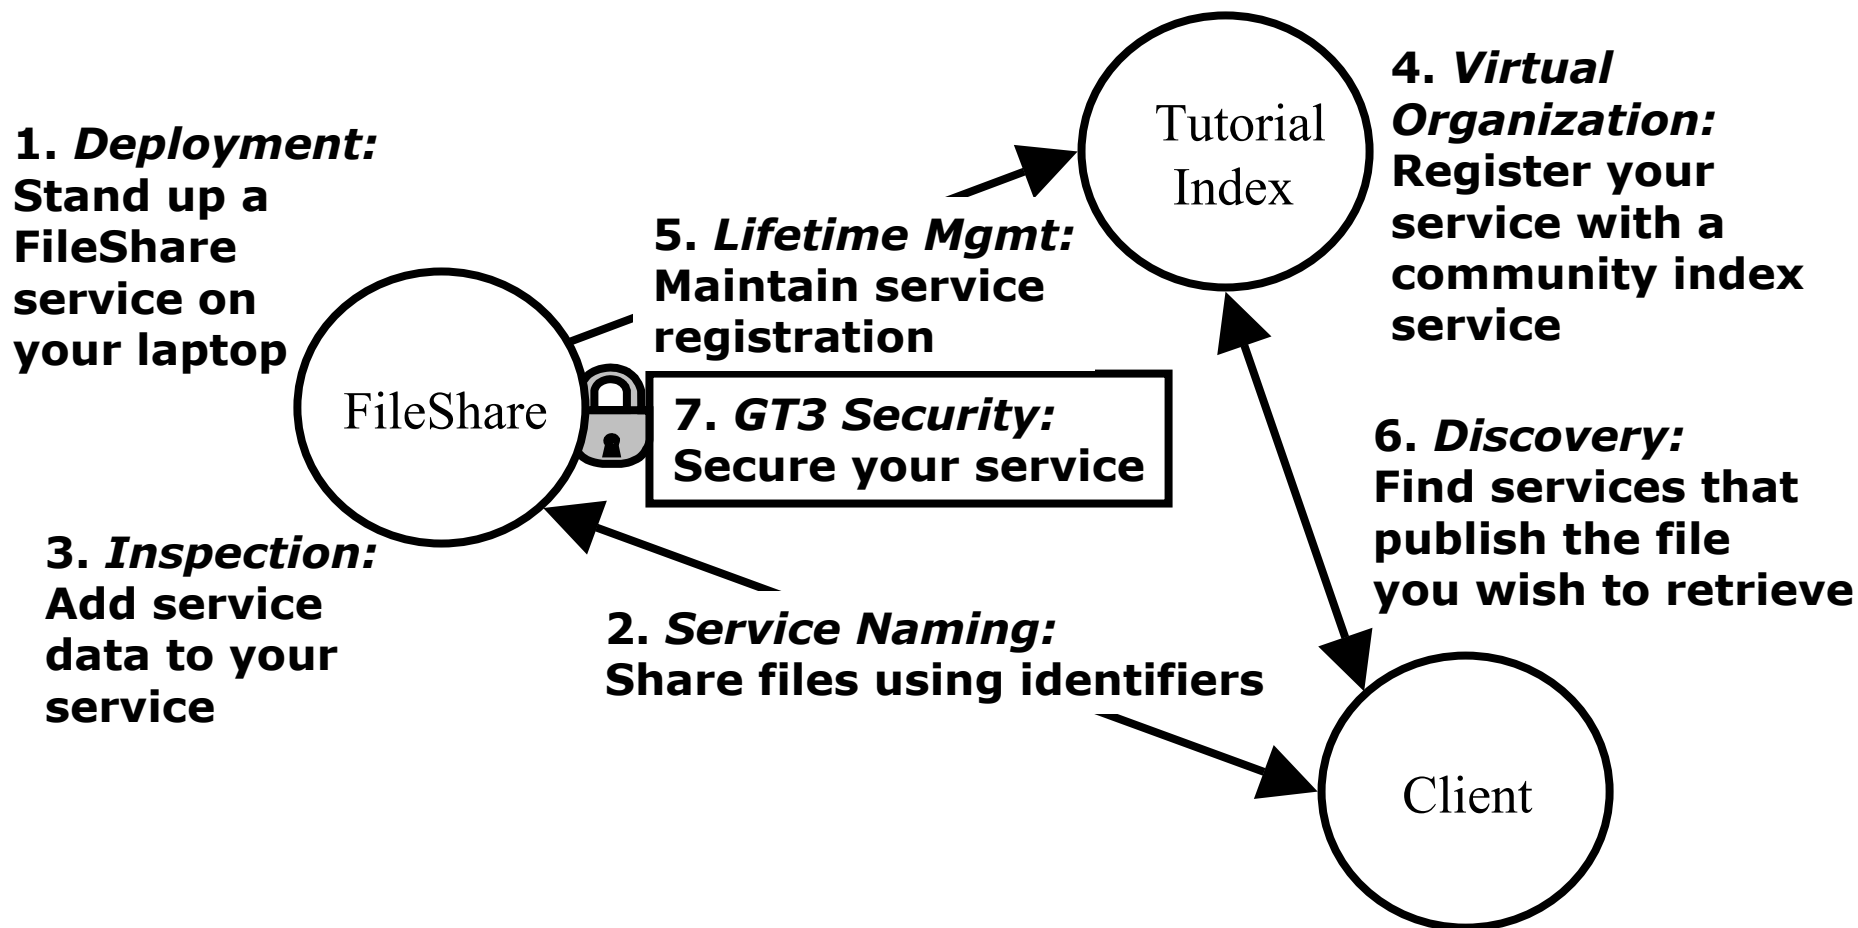 1. Deployment:
Stand up a
FileShare
service on
your laptop
FileShare
3. Inspection:
Add service
data to your
service
5. Lifetime Mgmt:
Maintain service
registration
7. GT3 Security:
Secure your service
2. Service Naming:
Share files using identifiers
Tutorial
Index
4. Virtual
Organization:
Register your
service with a
community index
service
6. Discovery:
Find services that
publish the file
you wish to retrieve
Client